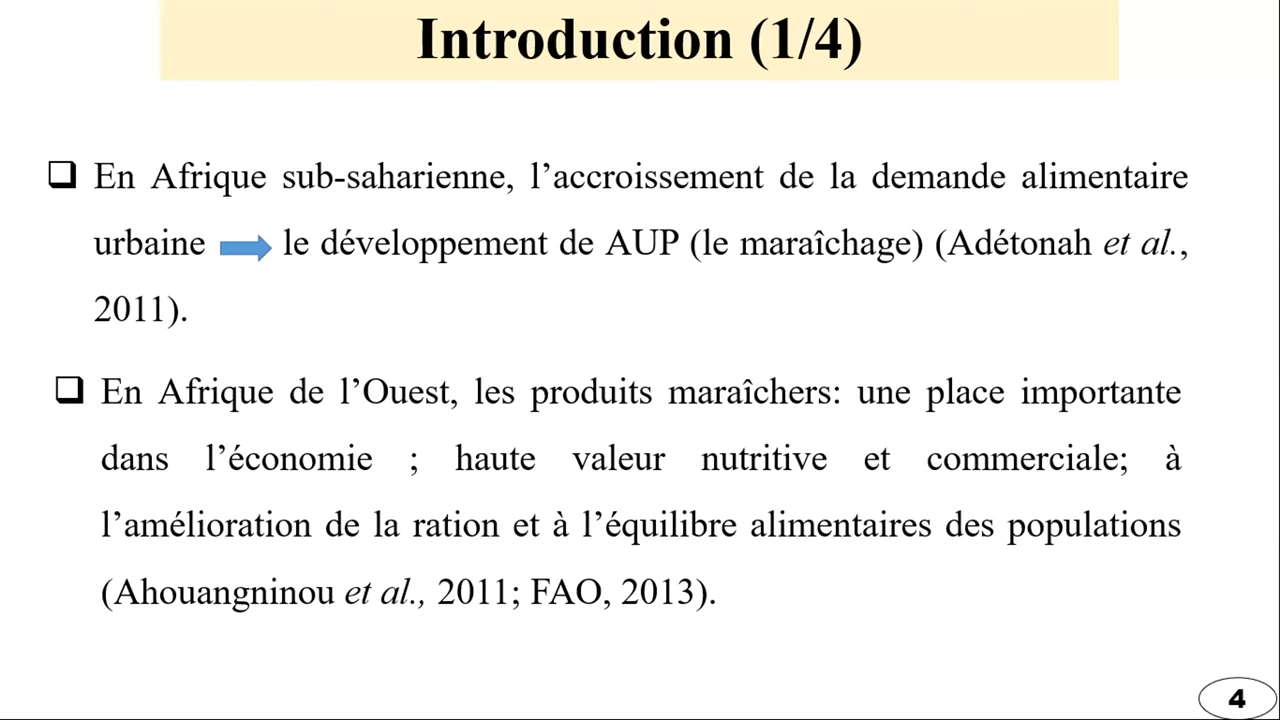 Introduction (1/4)
❑ En Afrique sub-saharienne, l’accroissement de la demande alimentaire
urbaine ➡ le développement de AUP (le maraîchage) (Adétonah et al.,
2011).
❑ En Afrique de l’Ouest, les produits maraîchers: une place importante
dans l’économie ; haute valeur nutritive et commerciale; à
l’amélioration de la ration et à l’équilibre alimentaires des populations
(Ahouangninou et al., 2011; FAO, 2013).
4